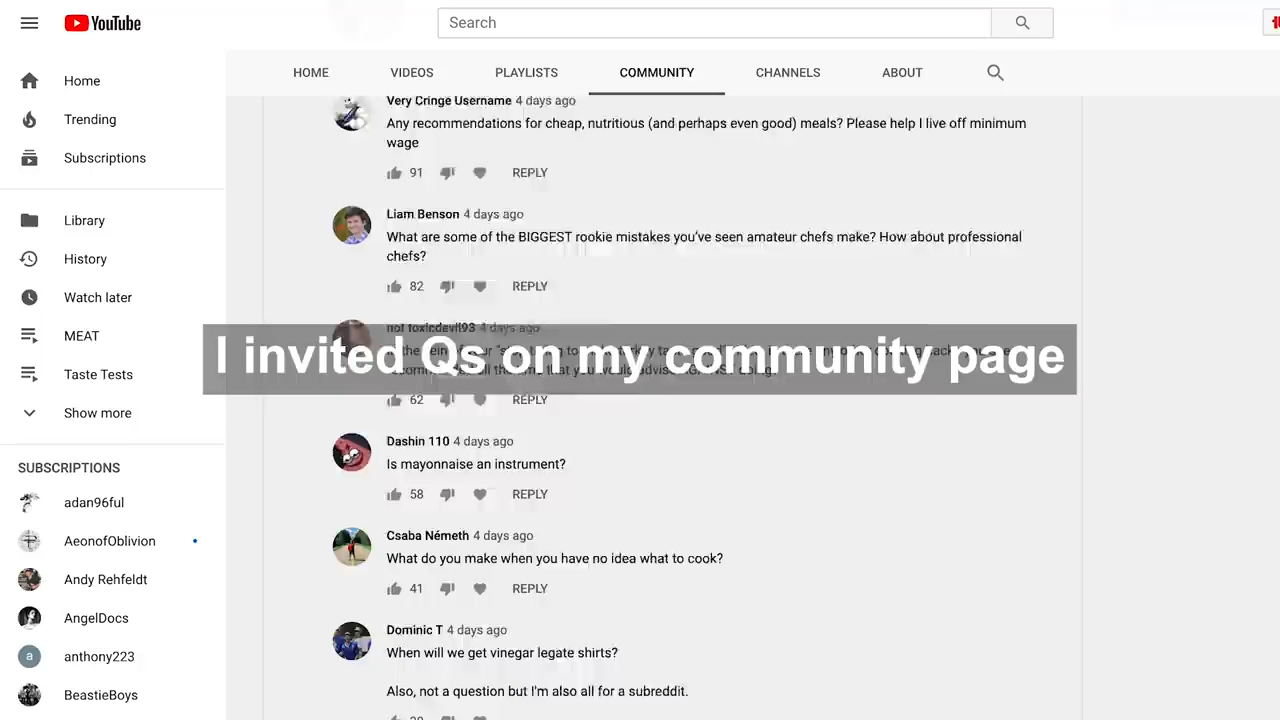 YouTube
Search
HOME VIDEOS PLAYLISTS COMMUNITY CHANNELS ABOUT
Home
Trending
Subscriptions
Library
History
Watch later
MEAT
Taste Tests
Show more
SUBSCRIPTIONS
adan96ful
AeonofOblivion
Andy Rehfeldt
AngelDocs
a
anthony223
BeastieBoys
Very Cringe Username 4 days ago
Any recommendations for cheap, nutritious (and perhaps even good) meals? Please help I live off minimum
wage
91 REPLY
Liam Benson 4 days ago
What are some of the BIGGEST rookie mistakes you've seen amateur chefs make? How about professional
chefs?
82 REPLY
not toxicdevil93 4 days ago
I invited Qs on my community page
62 REPLY
Dashin 110 4 days ago
Is mayonnaise an instrument?
58 REPLY
Csaba Németh 4 days ago
What do you make when you have no idea what to cook?
41 REPLY
Dominic T 4 days ago
When will we get vinegar legate shirts?
Also, not a question but I'm also all for a subreddit.